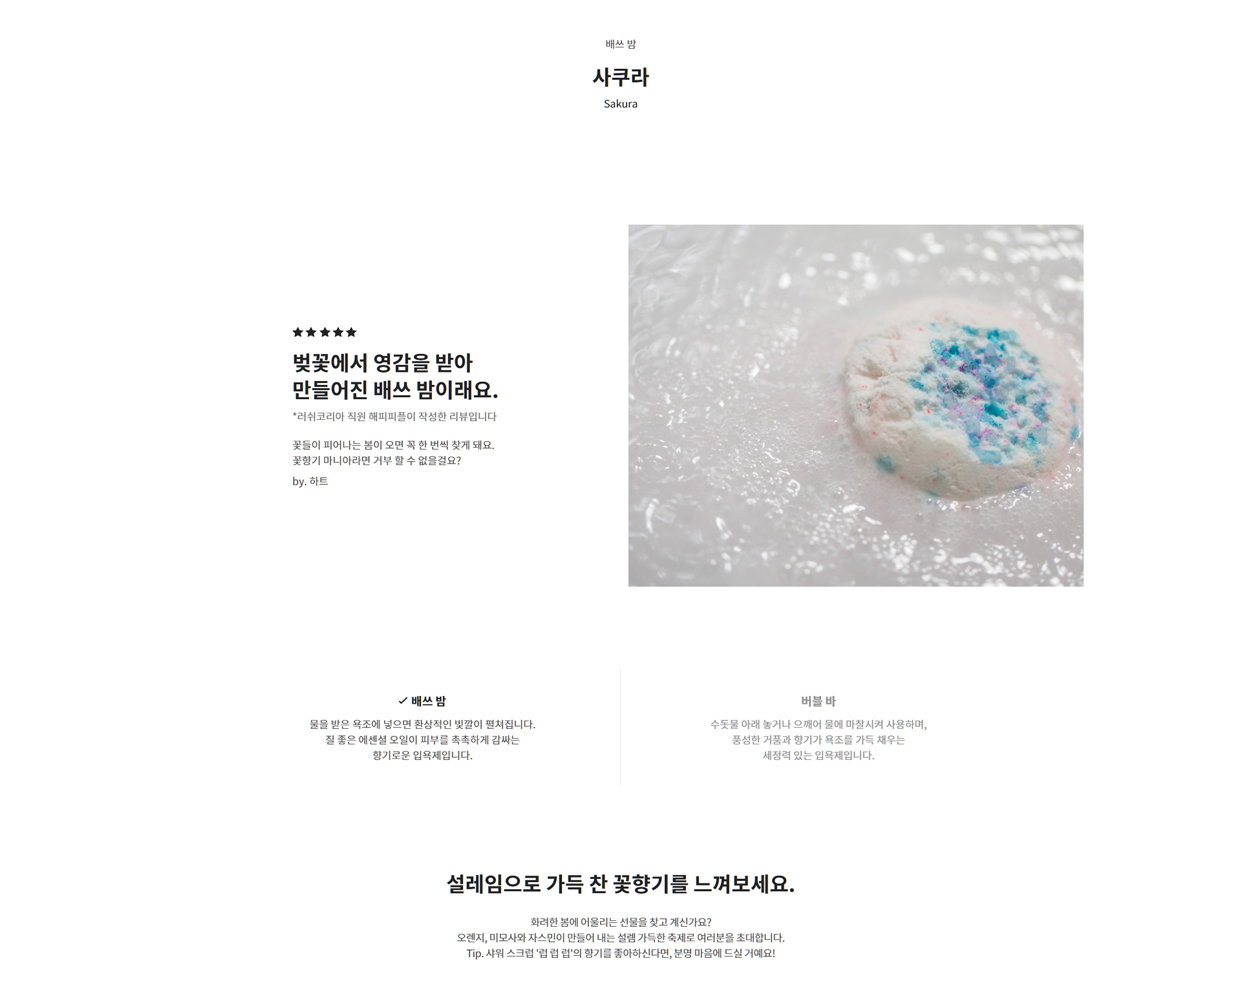 배쓰 밤
사쿠라
Sakura
★★★★★
벚꽃에서 영감을 받아
만들어진 배쓰 밤이래요.
*러쉬코리아 직원 해피피플이 작성한 리뷰입니다
꽃들이 피어나는 봄이 오면 꼭 한 번씩 찾게 돼요.
꽃향기 마니아라면 거부 할 수 없을걸요?
by. 하트
✓ 배쓰 밤
물을 받은 욕조에 넣으면 환상적인 빛깔이 펼쳐집니다.
질 좋은 에센셜 오일이 피부를 촉촉하게 감싸는
향기로운 입욕제입니다.
버블 바
수돗물 아래 놓거나 으깨어 물에 마찰시켜 사용하며,
풍성한 거품과 향기가 욕조를 가득 채우는
세정력 있는 입욕제입니다.
설레임으로 가득 찬 꽃향기를 느껴보세요.
화려한 봄에 어울리는 선물을 찾고 계신가요?
오렌지, 미모사와 자스민이 만들어 내는 설렘 가득한 축제로 여러분을 초대합니다.
Tip. 샤워 스크럽 '럽 럽 럽'의 향기를 좋아하신다면, 분명 마음에 드실 거예요!